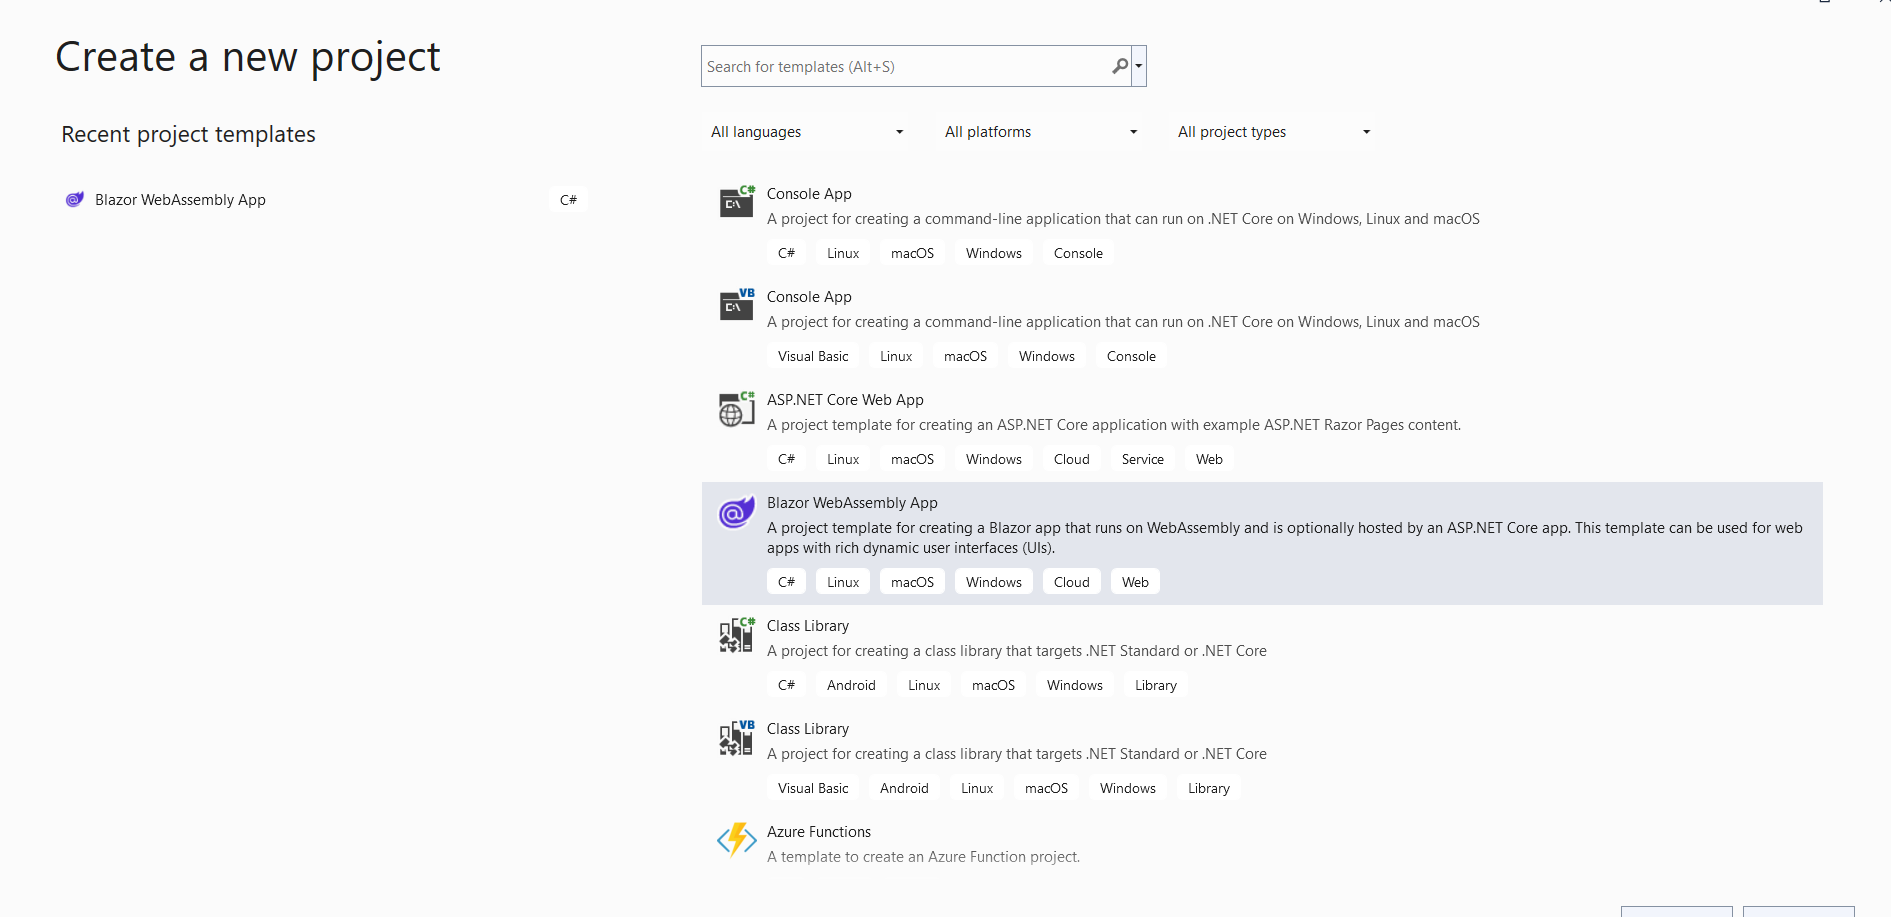 Create a new project
Search for templates (Alt+S)
Recent project templates
All languages
All platforms
All project types
Blazor WebAssembly App
C#
C#
Console App
C:\
A project for creating a command-line application that can run on .NET Core on Windows, Linux and macOS
C# Linux macOS Windows Console
VB
Console App
C:\
A project for creating a command-line application that can run on .NET Core on Windows, Linux and macOS
Visual Basic Linux macOS Windows Console
C#
ASP.NET Core Web App
A project template for creating an ASP.NET Core application with example ASP.NET Razor Pages content.
C# Linux macOS Windows Cloud Service Web
@
Blazor WebAssembly App
A project template for creating a Blazor app that runs on WebAssembly and is optionally hosted by an ASP.NET Core app. This template can be used for web
apps with rich dynamic user interfaces (UIs).
C# Linux macOS Windows Cloud Web
C#
Class Library
A project for creating a class library that targets .NET Standard or .NET Core
C# Android Linux macOS Windows Library
VB
Class Library
A project for creating a class library that targets .NET Standard or .NET Core
Visual Basic Android Linux macOS Windows Library
Azure Functions
A template to create an Azure Function project.